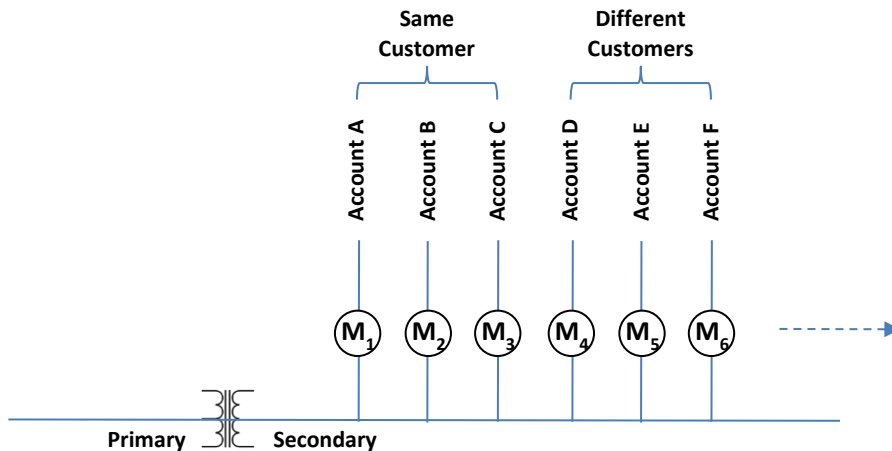 Same
Customer
Different
Customers
Account A
Account B
Account C
Account D
Account E
Account F
M1
M2
M3
M4
M5
M6
Primary
Secondary